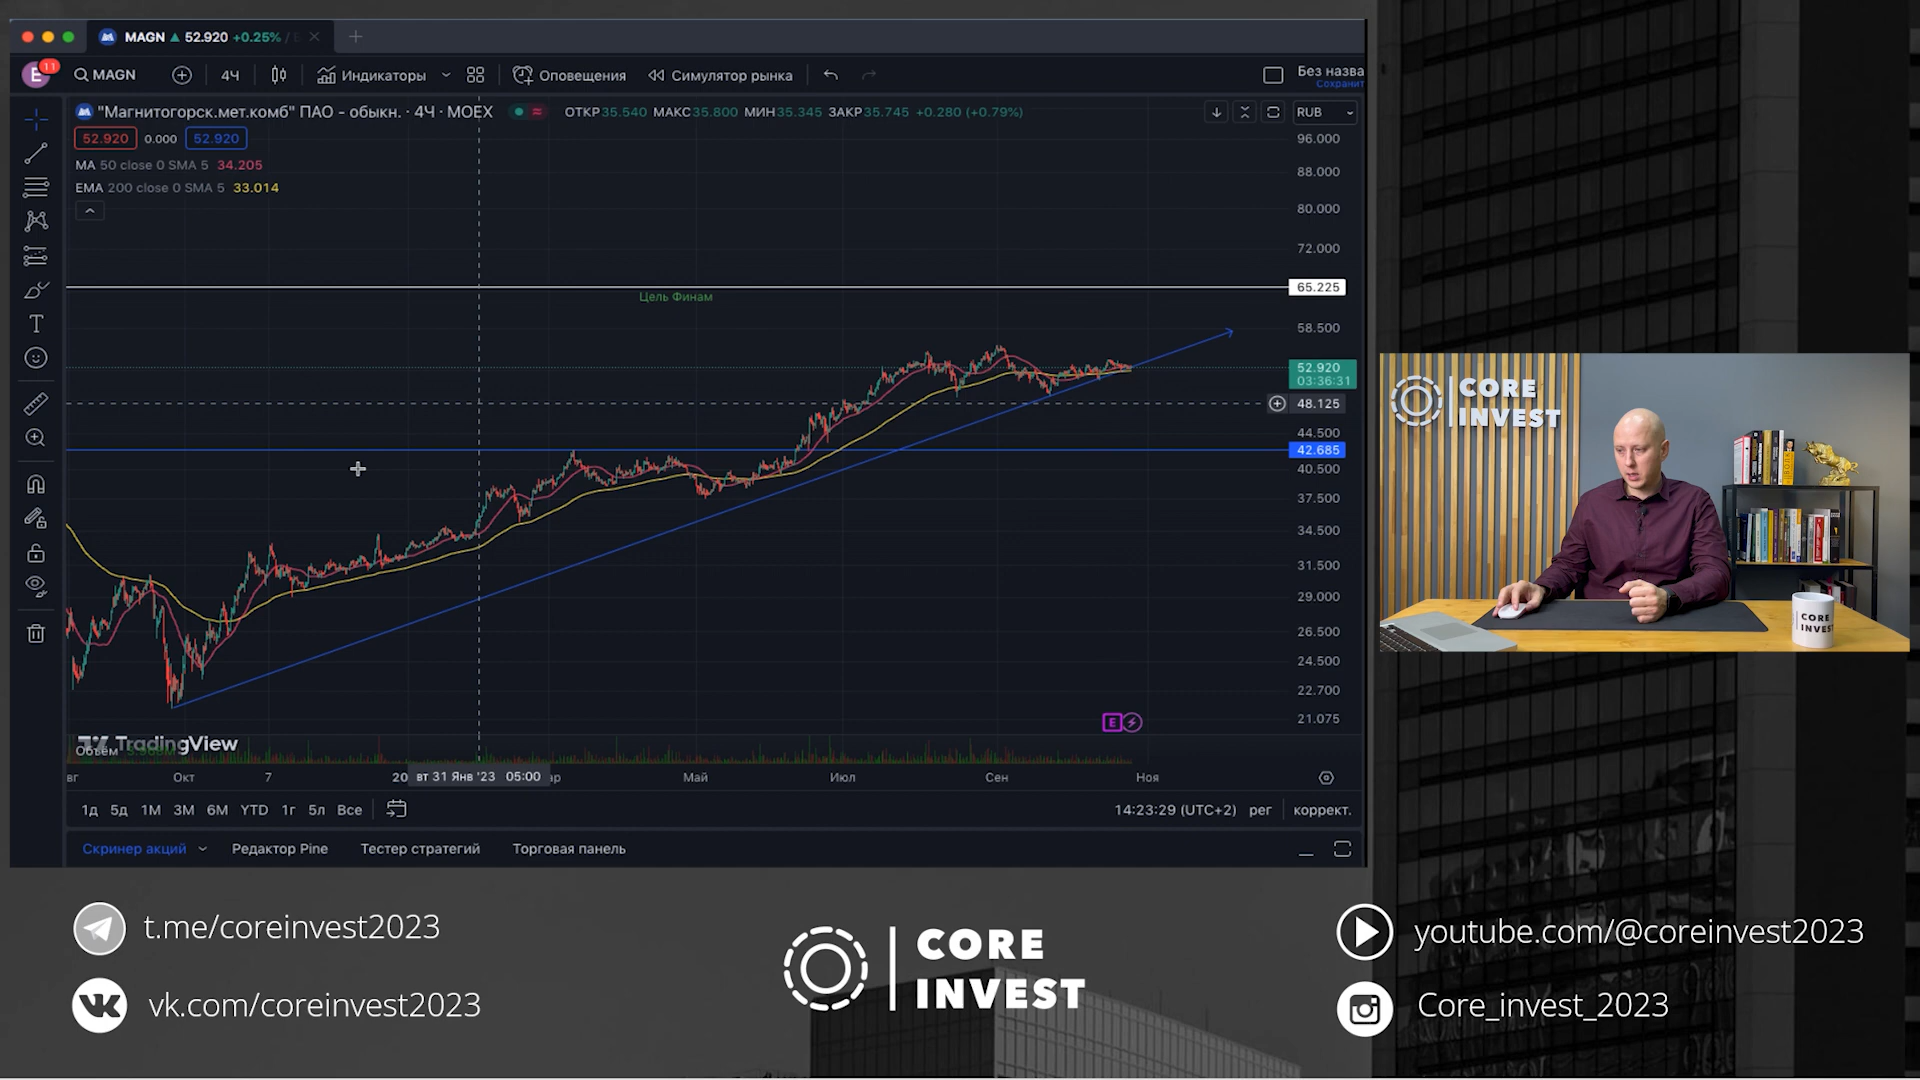 MAGN ▲ 52.920 +0.25% /
E 11 MAGN 4Ч Индикаторы Оповещения Симулятор рынка Без назва
Сохранит
"Магнитогорск.мет.комб" ПАО - обыкн. · 4Ч · MOEX ОТКР35.540 МАКС35.800 МИН35.345 ЗАКР35.745 +0.280 (+0.79%) RUB
52.920 0.000 52.920
MA 50 close 0 SMA 5 34.205
EMA 200 close 0 SMA 5 33.014
96.000
88.000
80.000
72.000
65.225
Цель Финам
58.500
52.920
03:36:31
48.125
44.500
42.685
40.500
37.500
34.500
31.500
29.000
26.500
24.500
22.700
21.075
E
TradingView
Объём
вг Окт 7 20 вт 31 Янв '23 05:00 ар Май Июл Сен Ноя
1д 5д 1М 3М 6М YTD 1г 5л Все 14:23:29 (UTC+2) рег коррект.
Скринер акций Редактор Pine Тестер стратегий Торговая панель
CORE
INVEST
CORE
INVEST
t.me/coreinvest2023
vk.com/coreinvest2023
CORE
INVEST
youtube.com/@coreinvest2023
Core_invest_2023